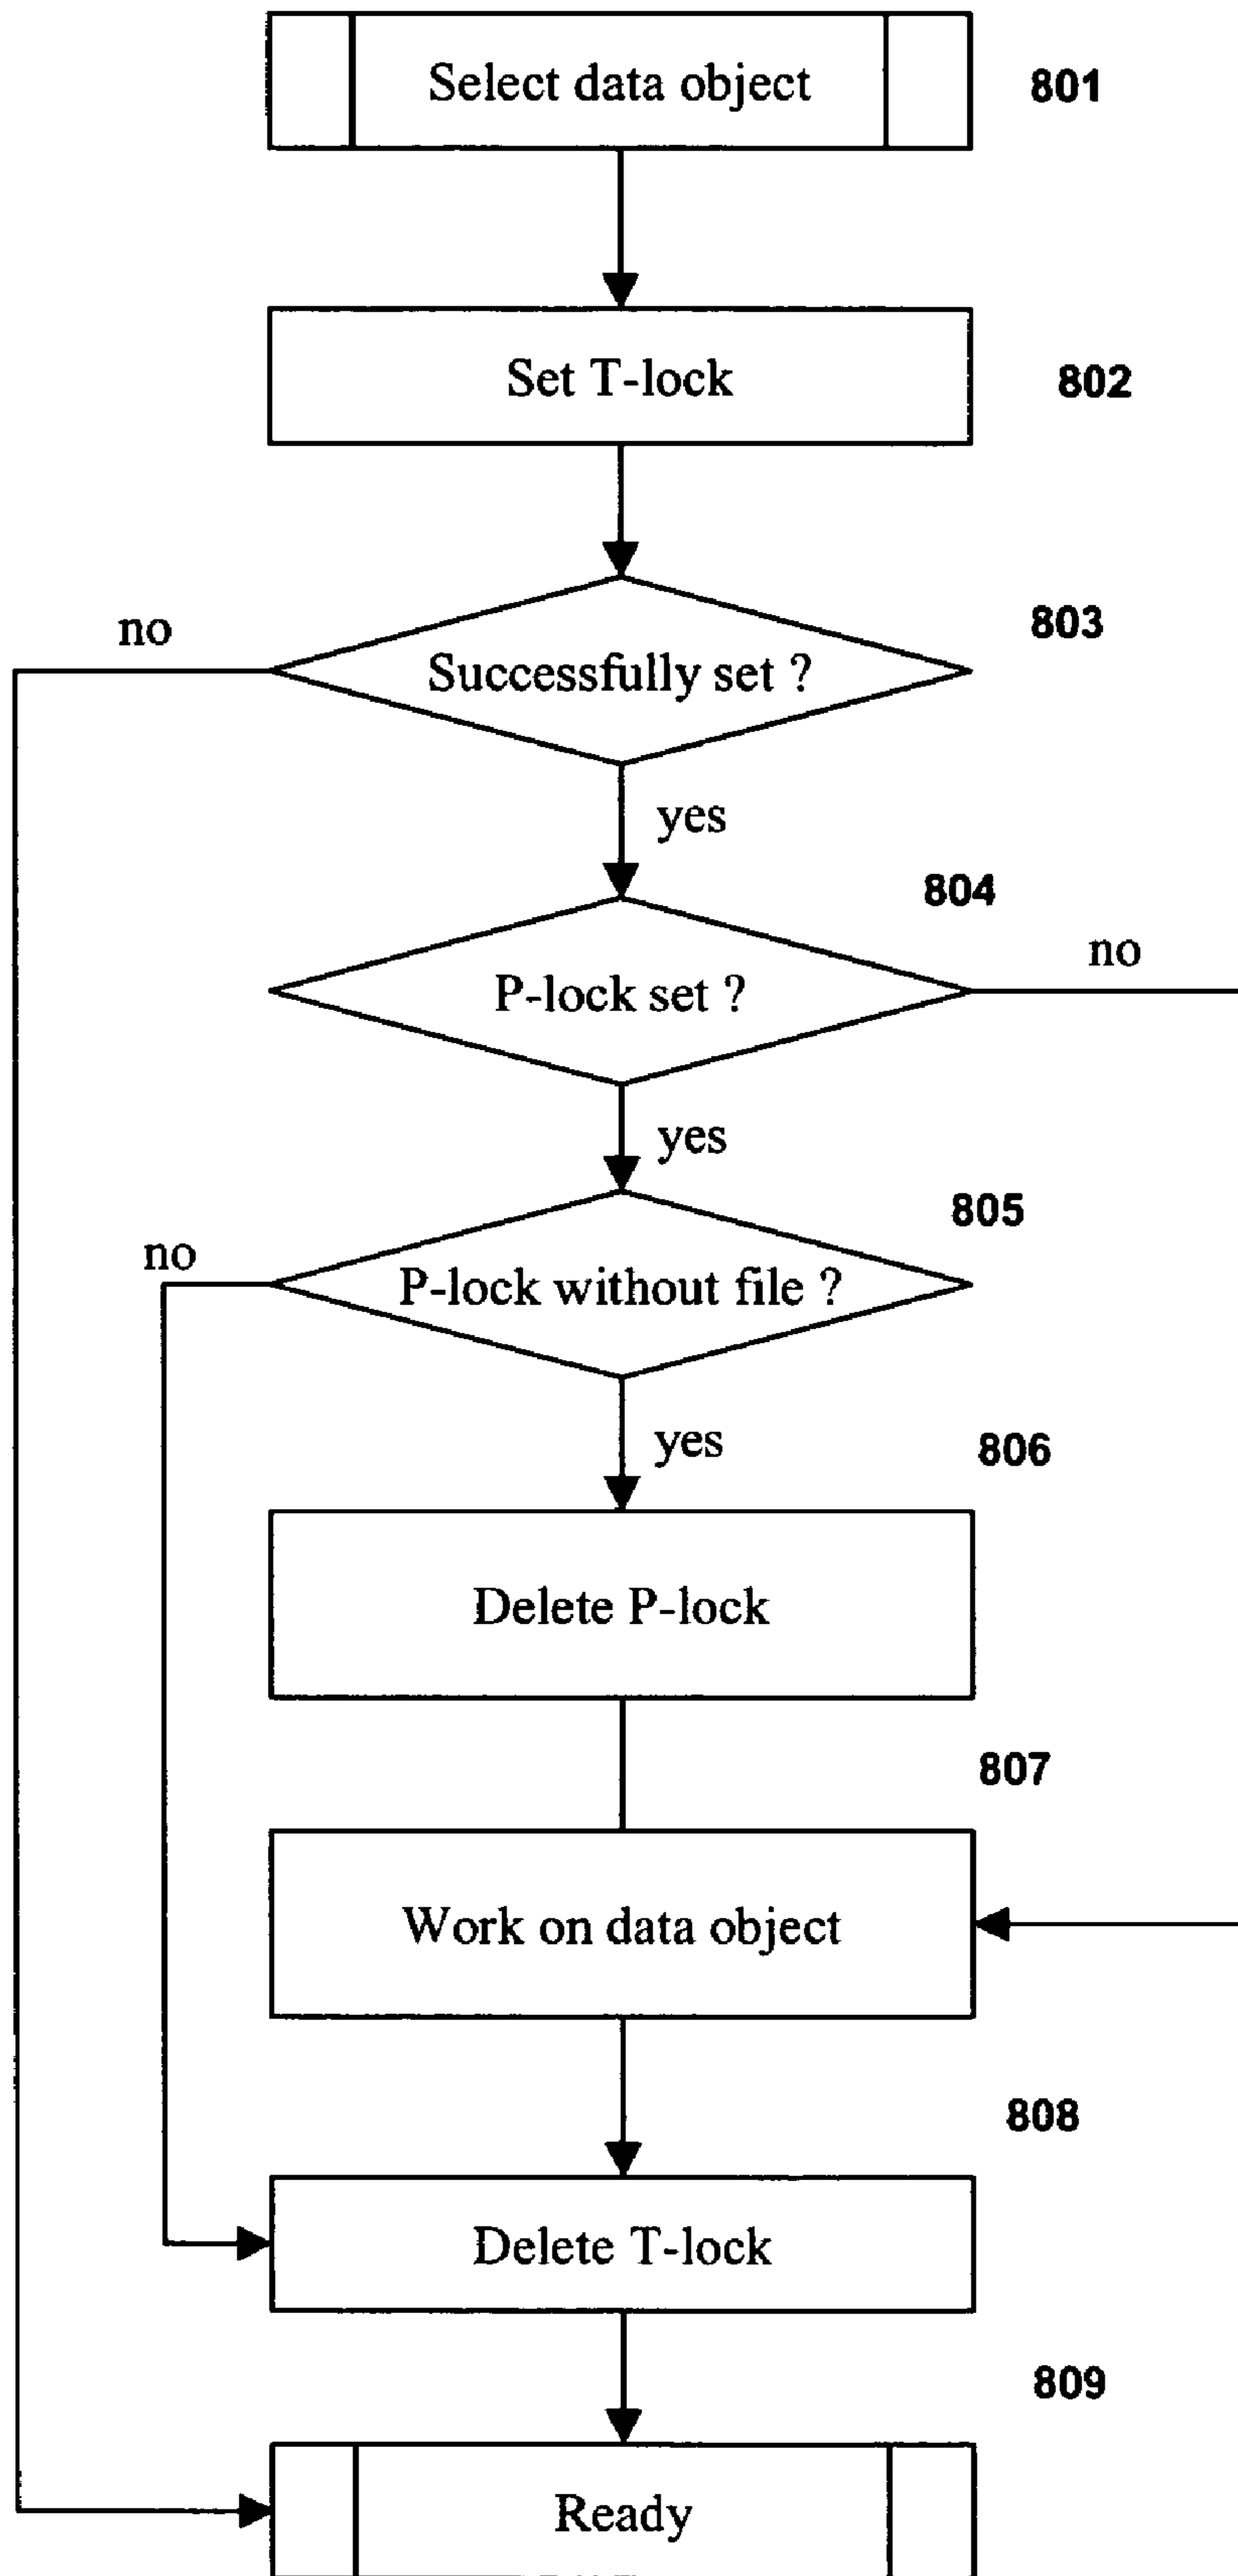 Select data object
801
Set T-lock
802
803
no
Successfully set ?
yes
804
no
P-lock set ?
yes
805
no
P-lock without file ?
yes
806
Delete P-lock
807
Work on data object
808
Delete T-lock
809
Ready